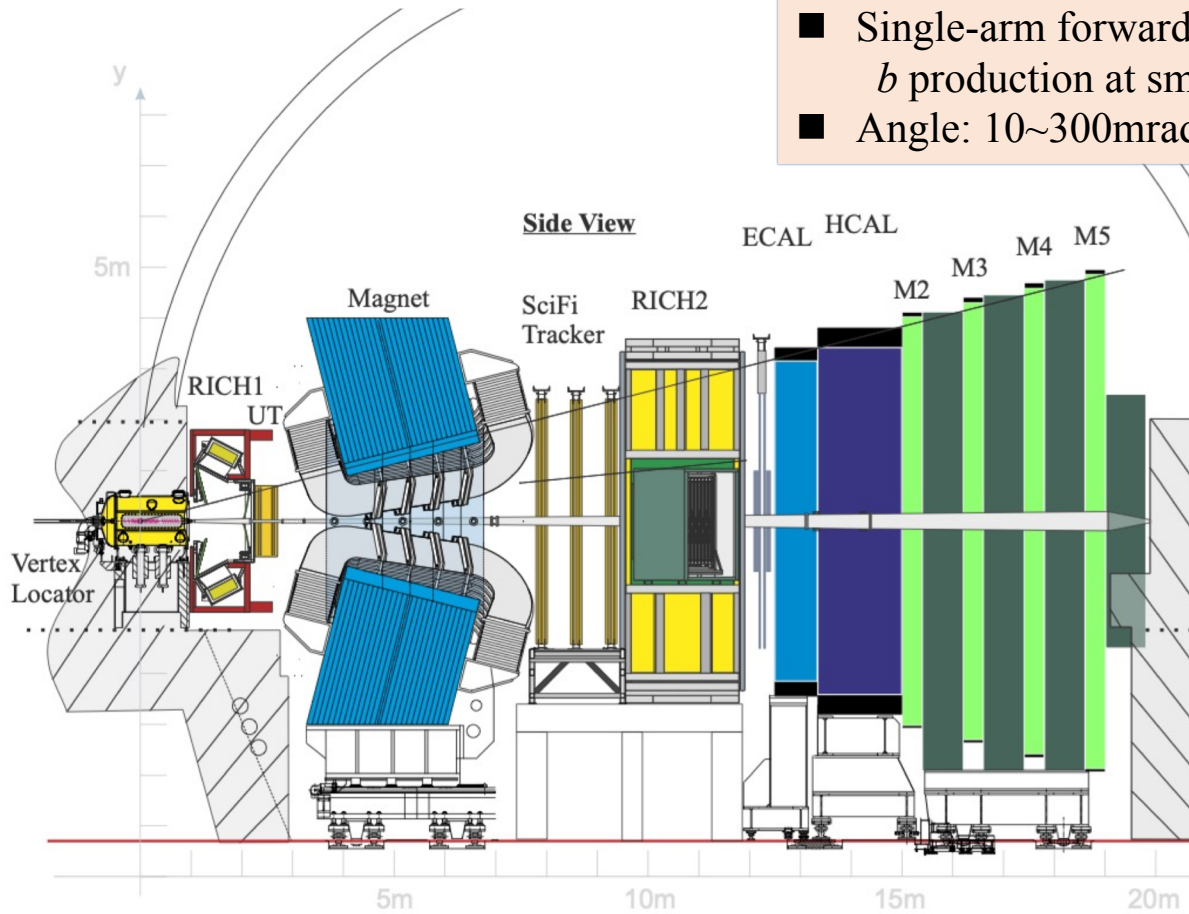 ■ Single-arm forward
b production at sm
■ Angle: 10~300mrad
y
Side View
ECAL HCAL
M2 M3 M4 M5
5m
Magnet
SciFi
Tracker
RICH2
RICH1
UT
Vertex
Locator
5m 10m 15m 20m